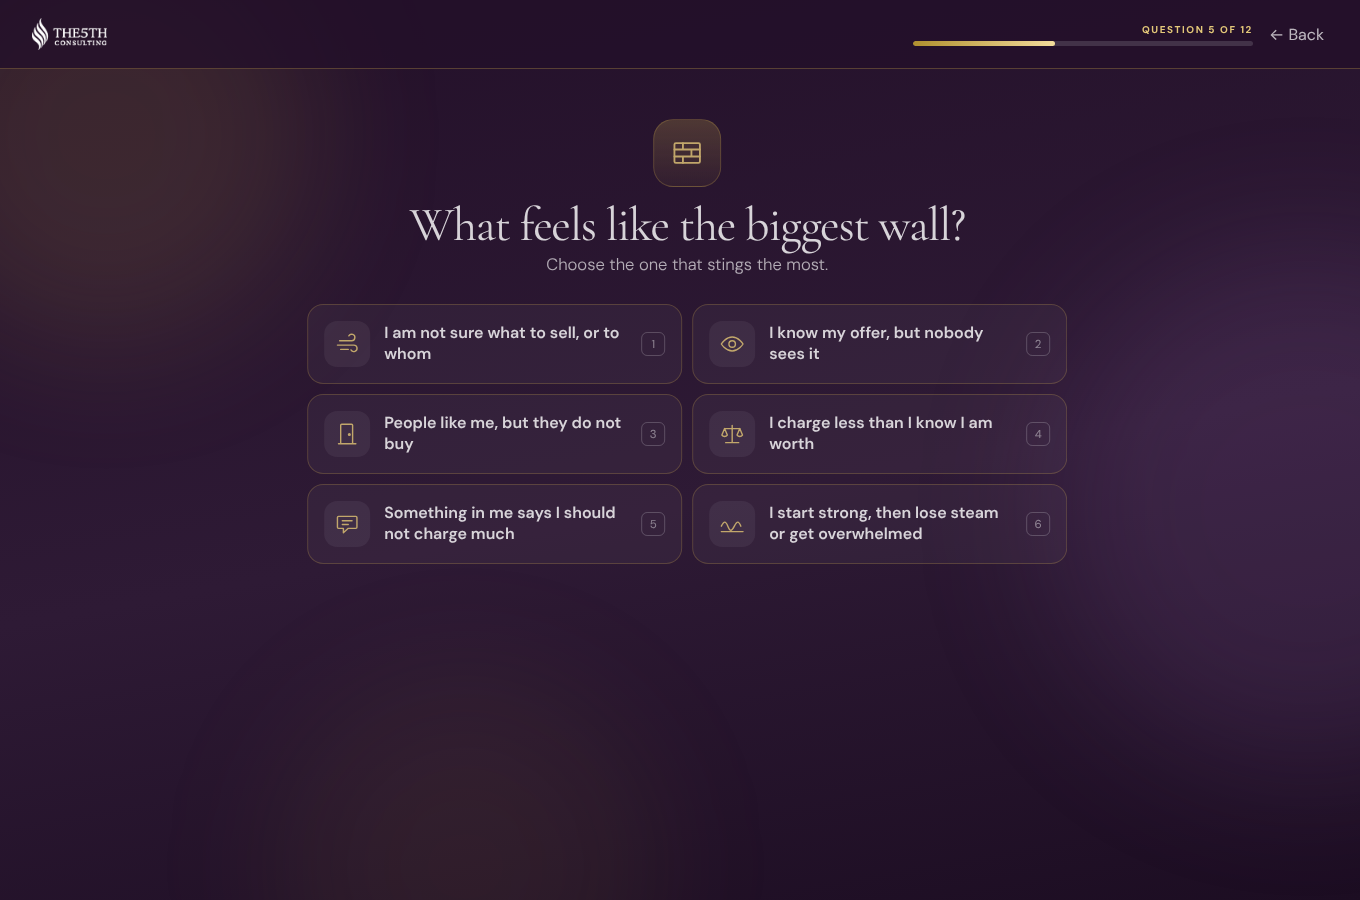 THE5TH
CONSULTING
QUESTION 5 OF 12
← Back
What feels like the biggest wall?
Choose the one that stings the most.
I am not sure what to sell, or to
whom
1
I know my offer, but nobody
sees it
2
People like me, but they do not
buy
3
I charge less than I know I am
worth
4
Something in me says I should
not charge much
5
I start strong, then lose steam
or get overwhelmed
6